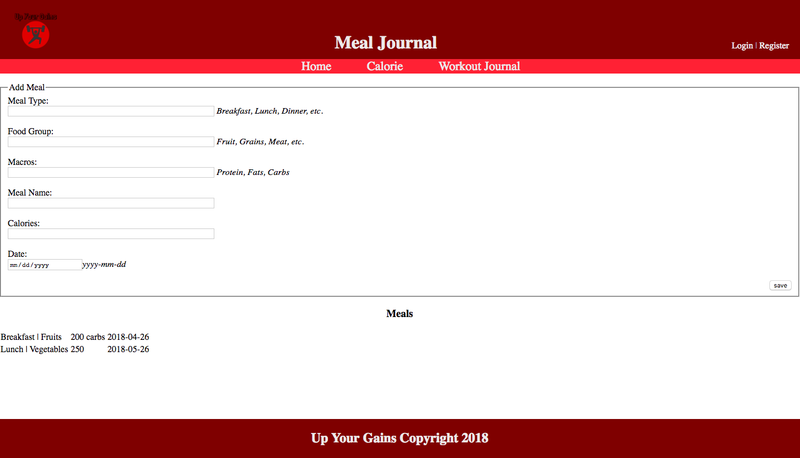 Meal Journal
Login | Register
Home Calorie Workout Journal
Add Meal
Meal Type:
Breakfast, Lunch, Dinner, etc.
Food Group:
Fruit, Grains, Meat, etc.
Macros:
Protein, Fats, Carbs
Meal Name:
Calories:
Date:
mm/dd/yyyy yyyy-mm-dd
save
Meals
Breakfast | Fruits 200 carbs 2018-04-26
Lunch | Vegetables 250 2018-05-26
Up Your Gains Copyright 2018